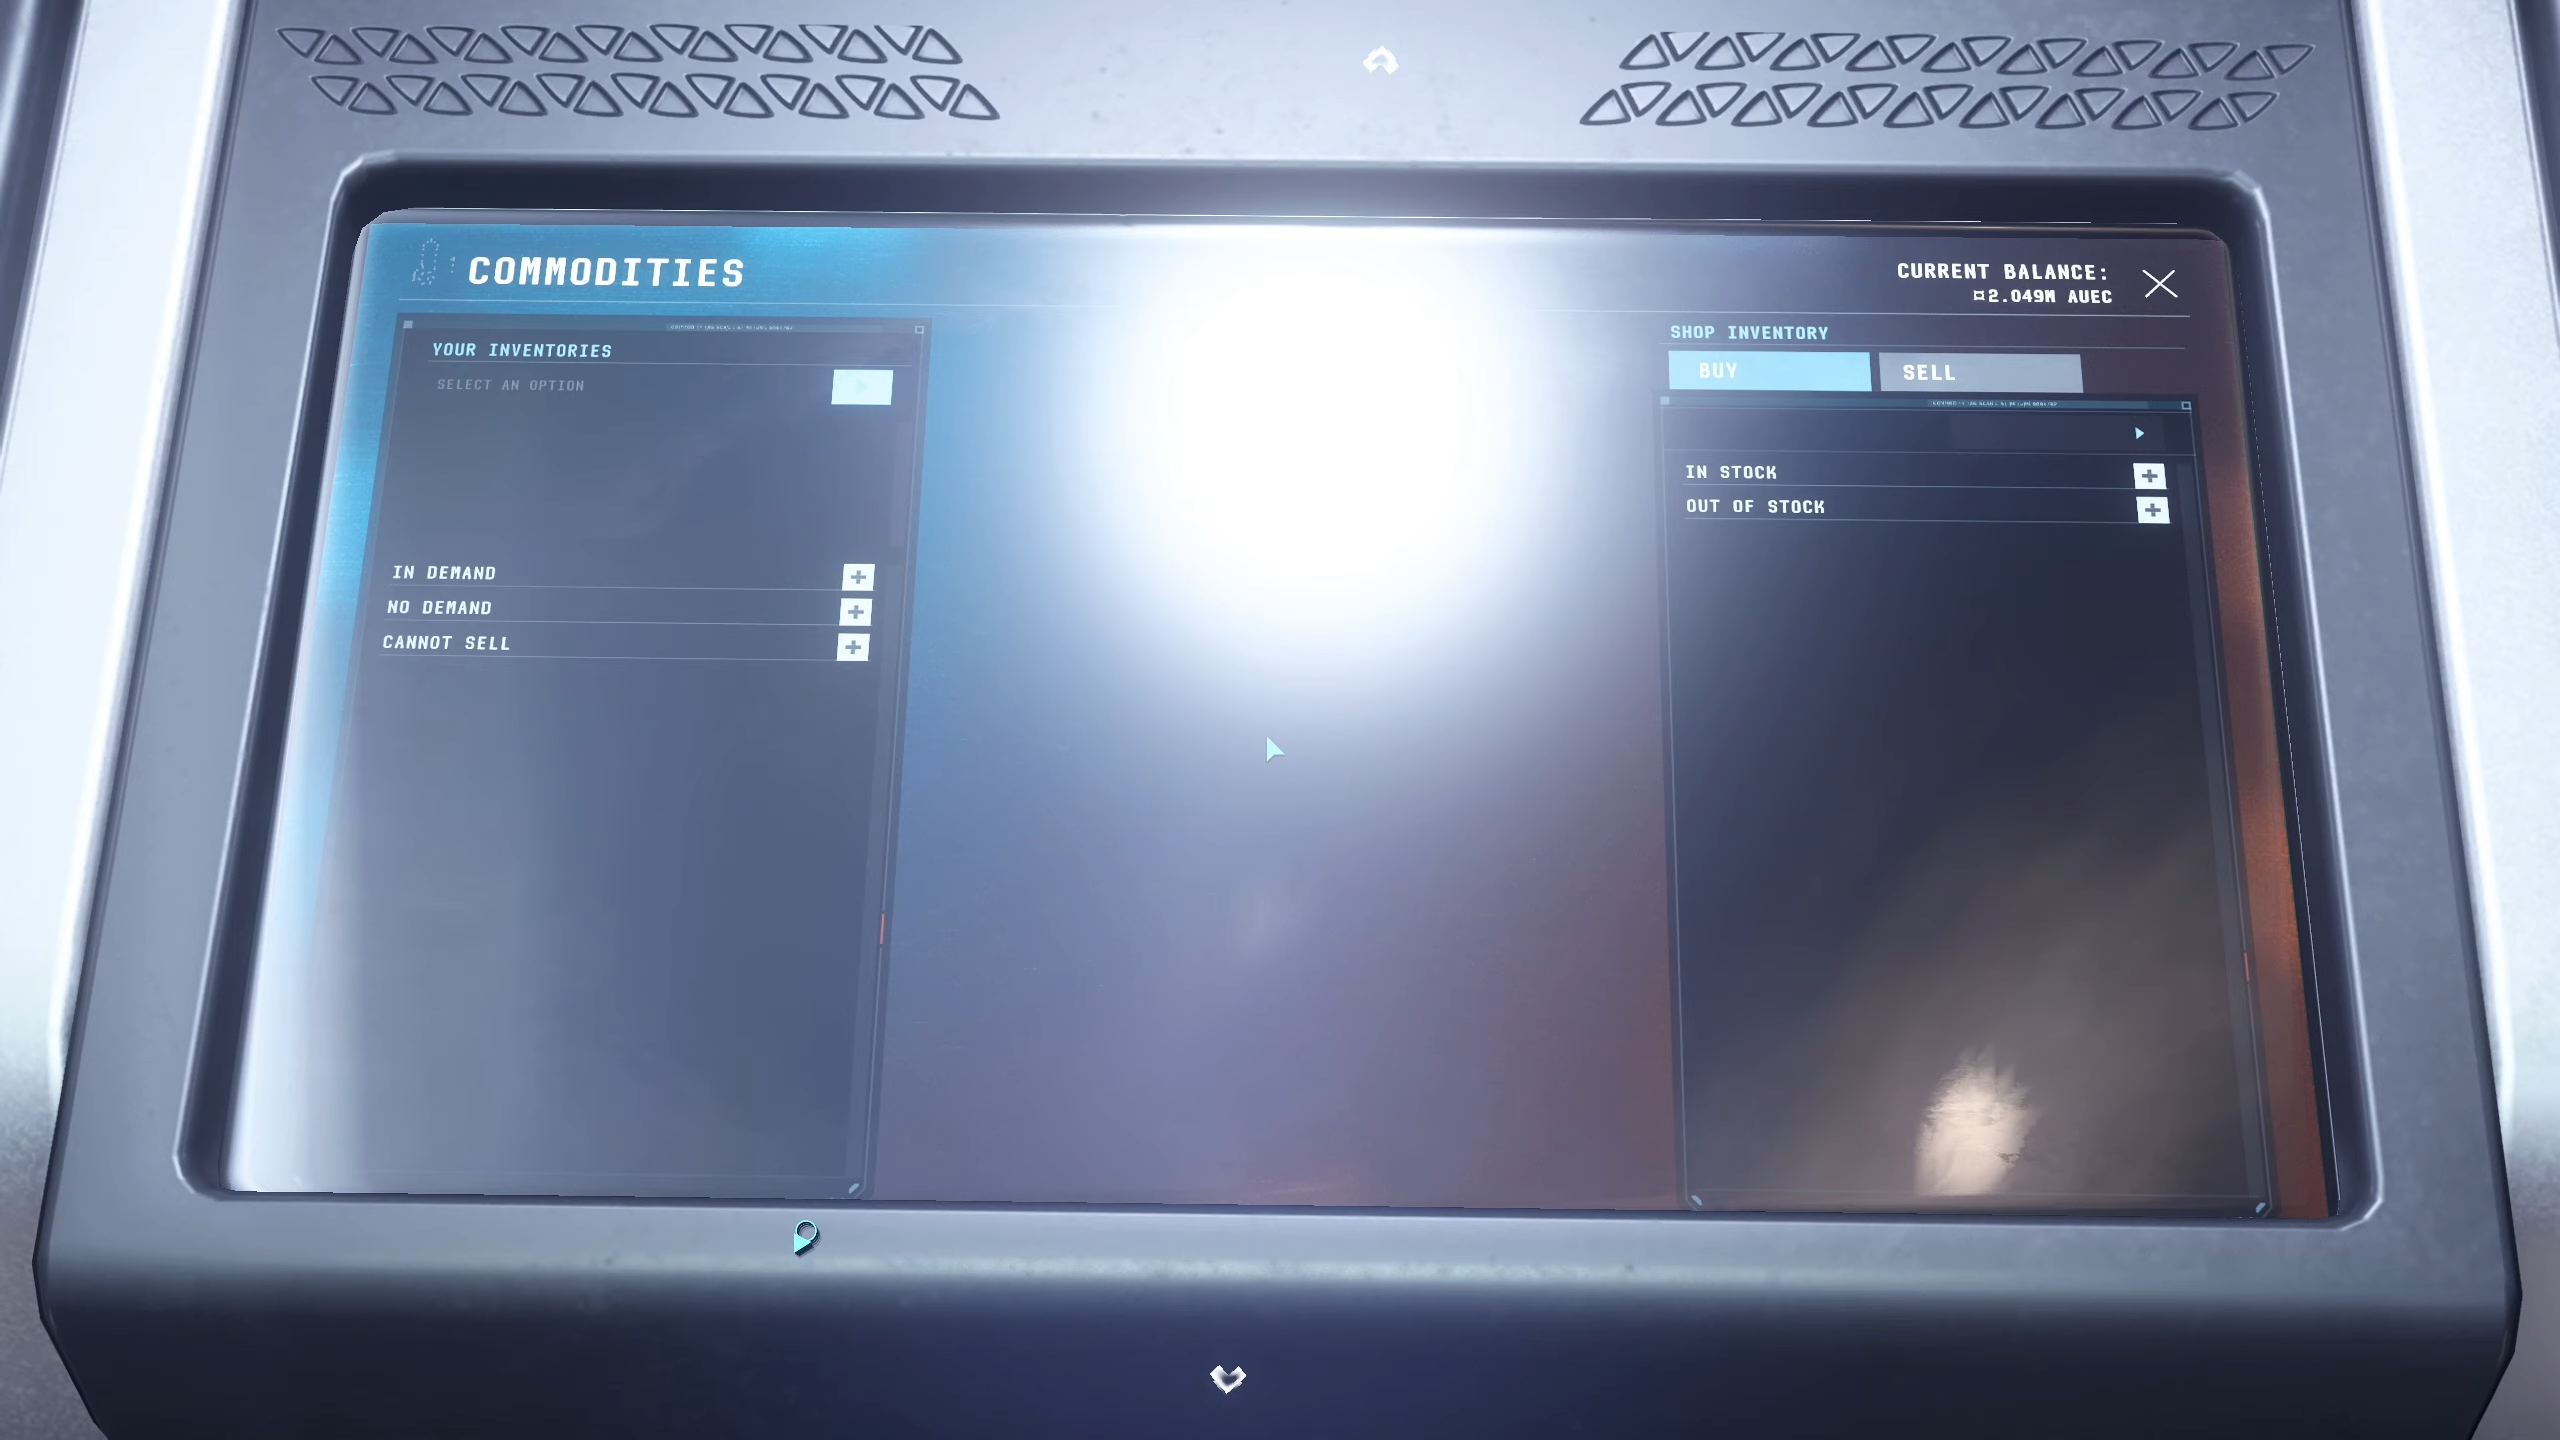 COMMODITIES
CURRENT BALANCE:
¤2.049M AUEC
YOUR INVENTORIES
SELECT AN OPTION
IN DEMAND
NO DEMAND
CANNOT SELL
SHOP INVENTORY
BUY
SELL
IN STOCK
OUT OF STOCK